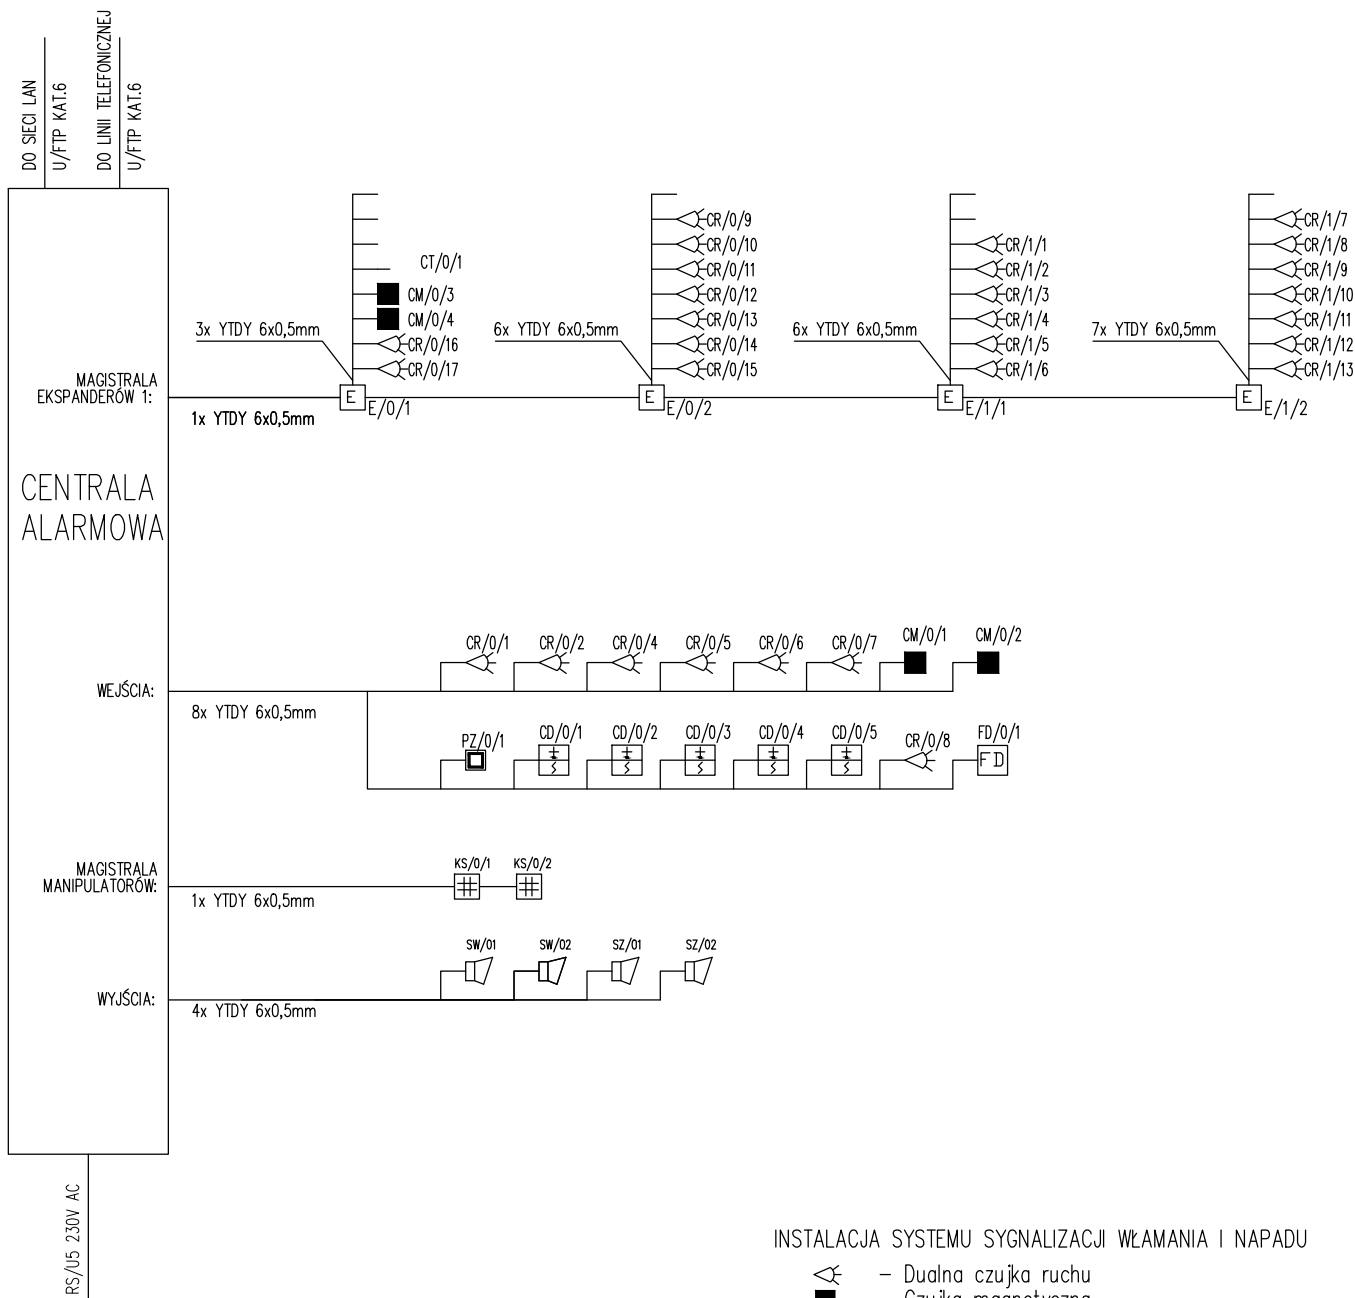 DO SIECI LAN
U/FTP KAT.6
DO LINII TELEFONICZNEJ
U/FTP KAT.6
CR/0/9
CR/0/10
CR/0/11
CR/0/12
CR/0/13
CR/0/14
CR/0/15
CR/1/1
CR/1/2
CR/1/3
CR/1/4
CR/1/5
CR/1/6
CR/1/7
CR/1/8
CR/1/9
CR/1/10
CR/1/11
CR/1/12
CR/1/13
CT/0/1
CM/0/3
CM/0/4
CR/0/16
CR/0/17
3x YTDY 6x0,5mm
6x YTDY 6x0,5mm
6x YTDY 6x0,5mm
7x YTDY 6x0,5mm
MAGISTRALA
EKSPANDERÓW 1:
1x YTDY 6x0,5mm
E
E/0/1
E
E/0/2
E
E/1/1
E
E/1/2
CENTRALA
ALARMOWA
CR/0/1
CR/0/2
CR/0/4
CR/0/5
CR/0/6
CR/0/7
CM/0/1
CM/0/2
WEJŚCIA:
8x YTDY 6x0,5mm
PZ/0/1
CD/0/1
CD/0/2
CD/0/3
CD/0/4
CD/0/5
CR/0/8
FD/0/1
FD
MAGISTRALA
MANIPULATORÓW:
1x YTDY 6x0,5mm
KS/0/1
KS/0/2
SW/01
SW/02
SZ/01
SZ/02
WYJŚCIA:
4x YTDY 6x0,5mm
RS/U5 230V AC
INSTALACJA SYSTEMU SYGNALIZACJI WŁAMANIA I NAPADU
– Dualna czujka ruchu
– Czujka magnetyczna